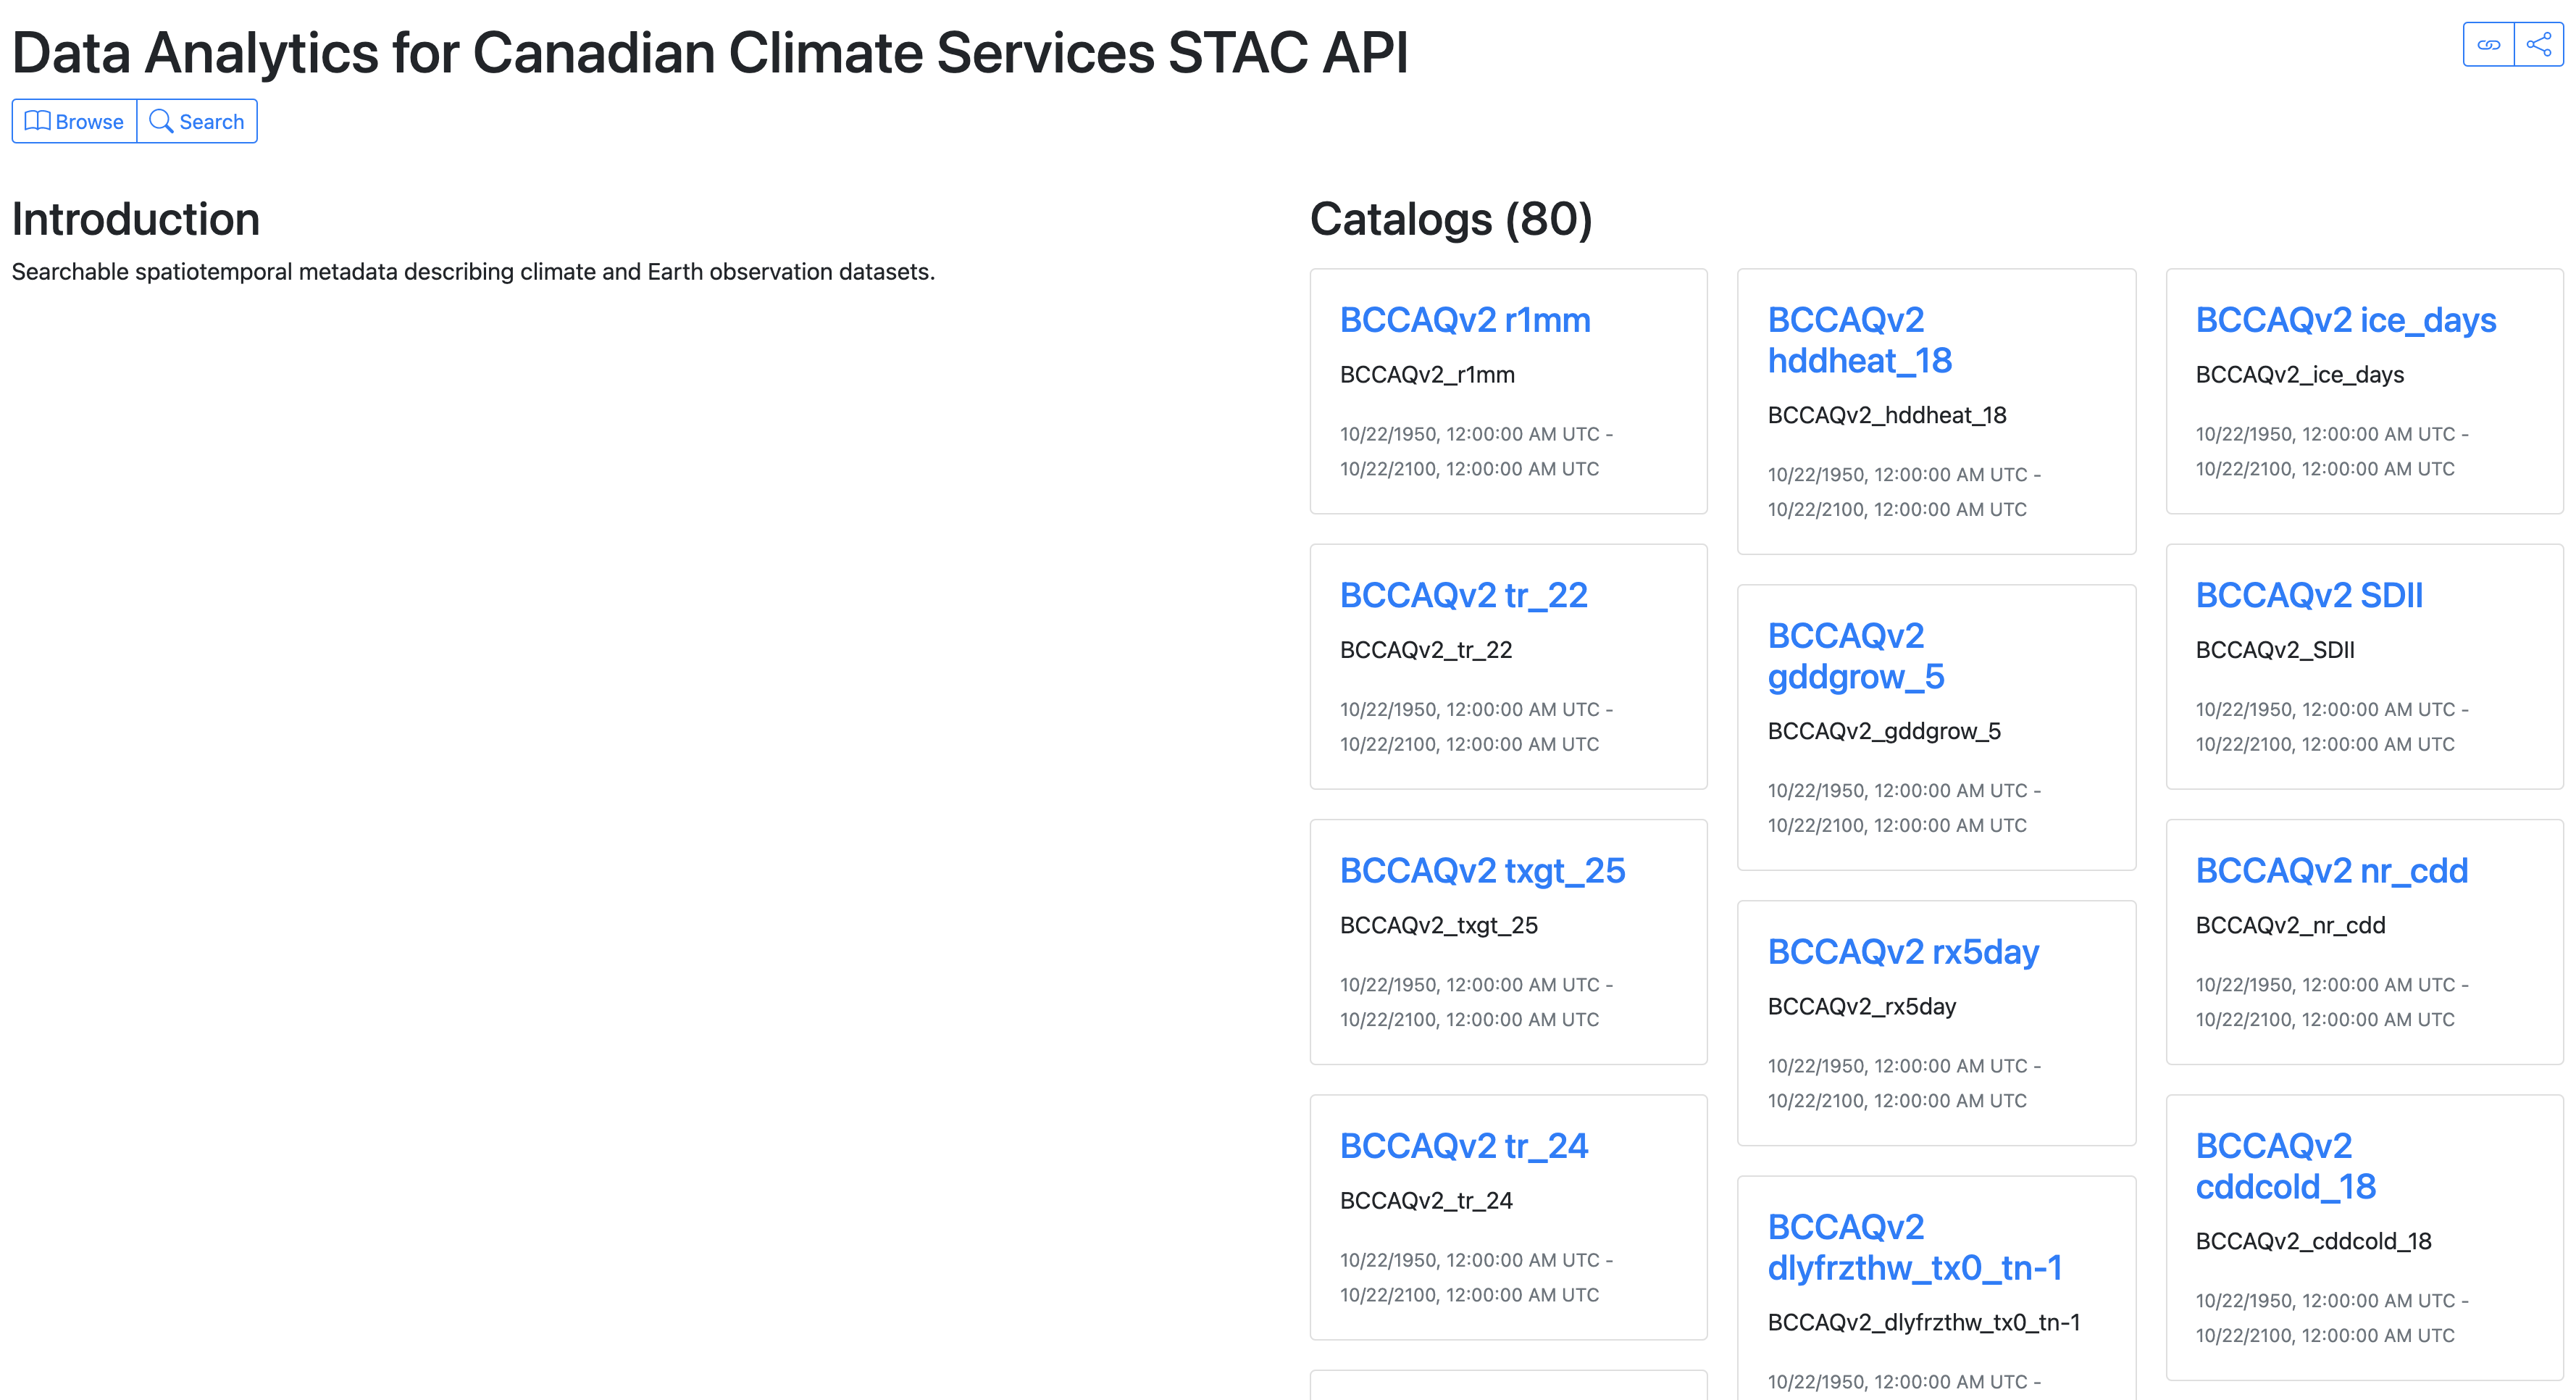 Data Analytics for Canadian Climate Services STAC API
Browse
Search
Introduction
Searchable spatiotemporal metadata describing climate and Earth observation datasets.
Catalogs (80)
BCCAQv2 r1mm
BCCAQv2_r1mm
10/22/1950, 12:00:00 AM UTC -
10/22/2100, 12:00:00 AM UTC
BCCAQv2 tr_22
BCCAQv2_tr_22
10/22/1950, 12:00:00 AM UTC -
10/22/2100, 12:00:00 AM UTC
BCCAQv2 txgt_25
BCCAQv2_txgt_25
10/22/1950, 12:00:00 AM UTC -
10/22/2100, 12:00:00 AM UTC
BCCAQv2 tr_24
BCCAQv2_tr_24
10/22/1950, 12:00:00 AM UTC -
10/22/2100, 12:00:00 AM UTC
BCCAQv2
hddheat_18
BCCAQv2_hddheat_18
10/22/1950, 12:00:00 AM UTC -
10/22/2100, 12:00:00 AM UTC
BCCAQv2
gddgrow_5
BCCAQv2_gddgrow_5
10/22/1950, 12:00:00 AM UTC -
10/22/2100, 12:00:00 AM UTC
BCCAQv2 rx5day
BCCAQv2_rx5day
10/22/1950, 12:00:00 AM UTC -
10/22/2100, 12:00:00 AM UTC
BCCAQv2
dlyfrzthw_tx0_tn-1
BCCAQv2_dlyfrzthw_tx0_tn-1
10/22/1950, 12:00:00 AM UTC -
BCCAQv2 ice_days
BCCAQv2_ice_days
10/22/1950, 12:00:00 AM UTC -
10/22/2100, 12:00:00 AM UTC
BCCAQv2 SDII
BCCAQv2_SDII
10/22/1950, 12:00:00 AM UTC -
10/22/2100, 12:00:00 AM UTC
BCCAQv2 nr_cdd
BCCAQv2_nr_cdd
10/22/1950, 12:00:00 AM UTC -
10/22/2100, 12:00:00 AM UTC
BCCAQv2
cddcold_18
BCCAQv2_cddcold_18
10/22/1950, 12:00:00 AM UTC -
10/22/2100, 12:00:00 AM UTC